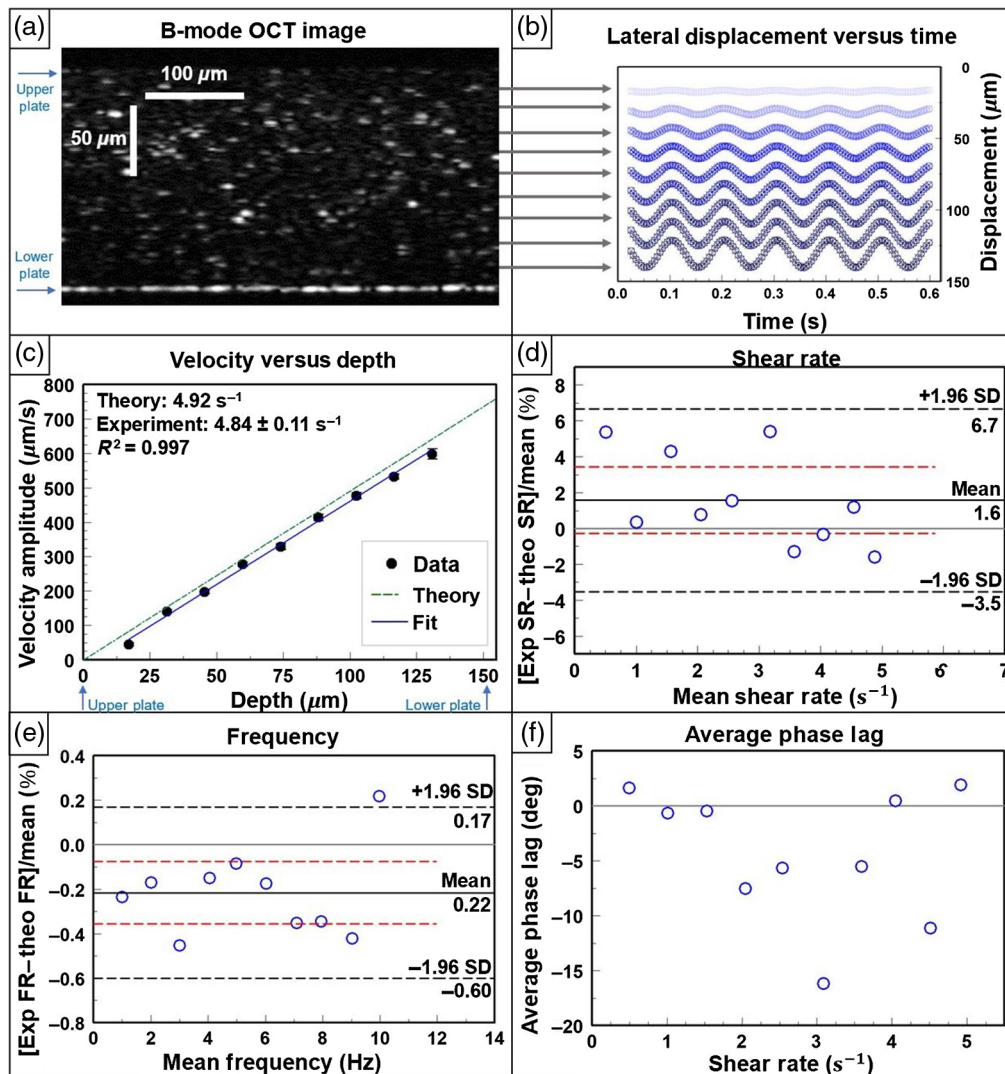 (a)
B-mode OCT image
Upper
plate
100 μm
50 μm
Lower
plate
(b)
Lateral displacement versus time
0
50
100
150
Displacement (μm)
0.0 0.1 0.2 0.3 0.4 0.5 0.6
Time (s)
(c)
Velocity versus depth
Velocity amplitude (μm/s)
800
700
600
500
400
300
200
100
0
Theory: 4.92 s⁻¹
Experiment: 4.84 ± 0.11 s⁻¹
R² = 0.997
Data
Theory
Fit
0 25 50 75 100 125 150
Upper plate
Depth (μm)
Lower plate
(d)
Shear rate
[Exp SR–theo SR]/mean (%)
8
6
4
2
0
–2
–4
–6
+1.96 SD
6.7
Mean
1.6
–1.96 SD
–3.5
0 1 2 3 4 5 6 7
Mean shear rate (s⁻¹)
(e)
Frequency
[Exp FR–theo FR]/mean (%)
0.4
0.2
0.0
–0.2
–0.4
–0.6
–0.8
+1.96 SD
0.17
Mean
0.22
–1.96 SD
–0.60
0 2 4 6 8 10 12 14
Mean frequency (Hz)
(f)
Average phase lag
Average phase lag (deg)
5
0
–5
–10
–15
–20
0 1 2 3 4 5
Shear rate (s⁻¹)